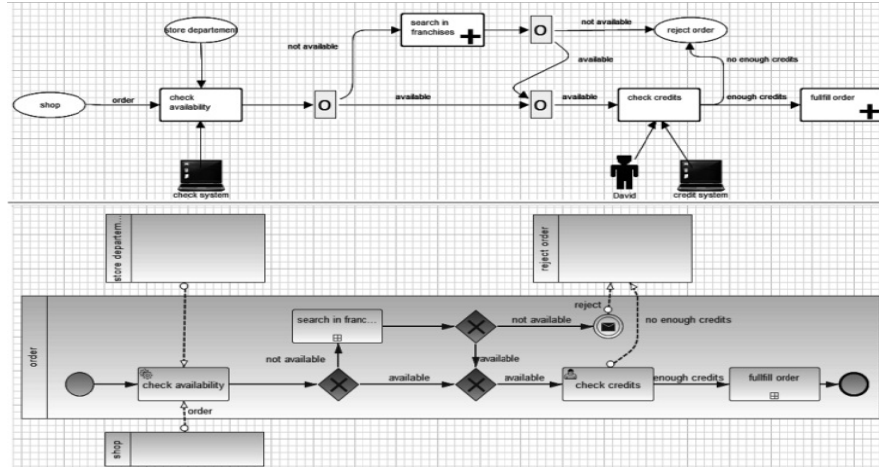 store departement
search in
franchises
O
not available
reject order
not available
available
no enough credits
shop
order
check
availability
O
available
O
available
check credits
enough credits
fullfill order
check system
David
credit system
store departem...
reject order
order
search in franc...
not available
reject
no enough credits
not available
available
check availability
available
available
check credits
enough credits
fullfill order
order
shop